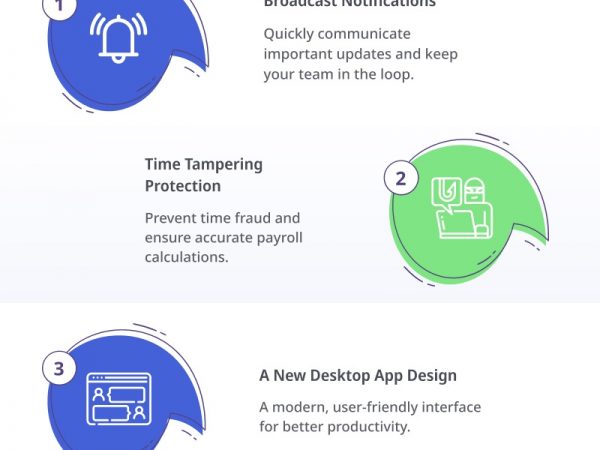 1
Broadcast Notifications
Quickly communicate
important updates and keep
your team in the loop.
Time Tampering
Protection
2
Prevent time fraud and
ensure accurate payroll
calculations.
3
A New Desktop App Design
A modern, user-friendly interface
for better productivity.